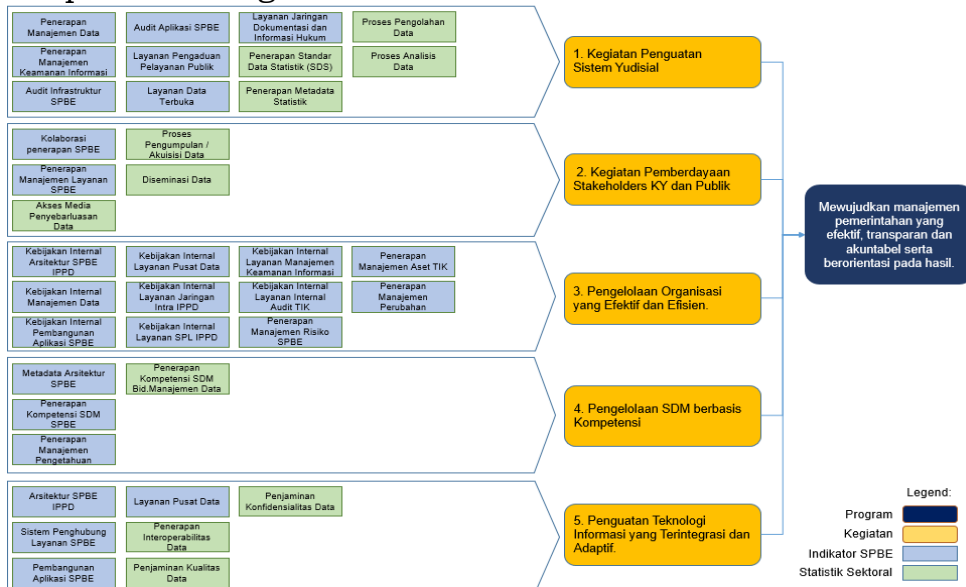 Penerapan
Manajemen Data
Audit Aplikasi SPBE
Layanan Jaringan
Dokumentasi dan
Informasi Hukum
Proses Pengolahan
Data
Penerapan
Manajemen
Keamanan Informasi
Layanan Pengaduan
Pelayanan Publik
Penerapan Standar
Data Statistik (SDS)
Proses Analisis
Data
Audit Infrastruktur
SPBE
Layanan Data
Terbuka
Penerapan Metadata
Statistik
1. Kegiatan Penguatan
Sistem Yudisial
Kolaborasi
penerapan SPBE
Proses
Pengumpulan /
Akuisisi Data
Penerapan
Manajemen Layanan
SPBE
Diseminasi Data
Akses Media
Penyebarluasan
Data
2. Kegiatan Pemberdayaan
Stakeholders KY dan Publik
Kebijakan Internal
Arsitektur SPBE
IPPD
Kebijakan Internal
Layanan Pusat Data
Kebijakan Internal
Layanan Manajemen
Keamanan Informasi
Penerapan
Manajemen Aset TIK
Kebijakan Internal
Manajemen Data
Kebijakan Internal
Layanan Jaringan
Intra IPPD
Kebijakan Internal
Layanan Internal
Audit TIK
Penerapan
Manajemen
Perubahan
Kebijakan Internal
Pembangunan
Aplikasi SPBE
Kebijakan Internal
Layanan SPL IPPD
Penerapan
Manajemen Risiko
SPBE
3. Pengelolaan Organisasi
yang Efektif dan Efisien.
Metadata Arsitektur
SPBE
Penerapan
Kompetensi SDM
Bid.Manajemen Data
Penerapan
Kompetensi SDM
SPBE
Penerapan
Manajemen
Pengetahuan
4. Pengelolaan SDM berbasis
Kompetensi
Arsitektur SPBE
IPPD
Layanan Pusat Data
Penjaminan
Konfidensialitas Data
Sistem Penghubung
Layanan SPBE
Penerapan
Interoperabilitas
Data
Pembangunan
Aplikasi SPBE
Penjaminan Kualitas
Data
5. Penguatan Teknologi
Informasi yang Terintegrasi dan
Adaptif.
Mewujudkan manajemen
pemerintahan yang
efektif, transparan dan
akuntabel serta
berorientasi pada hasil.
Legend:
Program
Kegiatan
Indikator SPBE
Statistik Sektoral